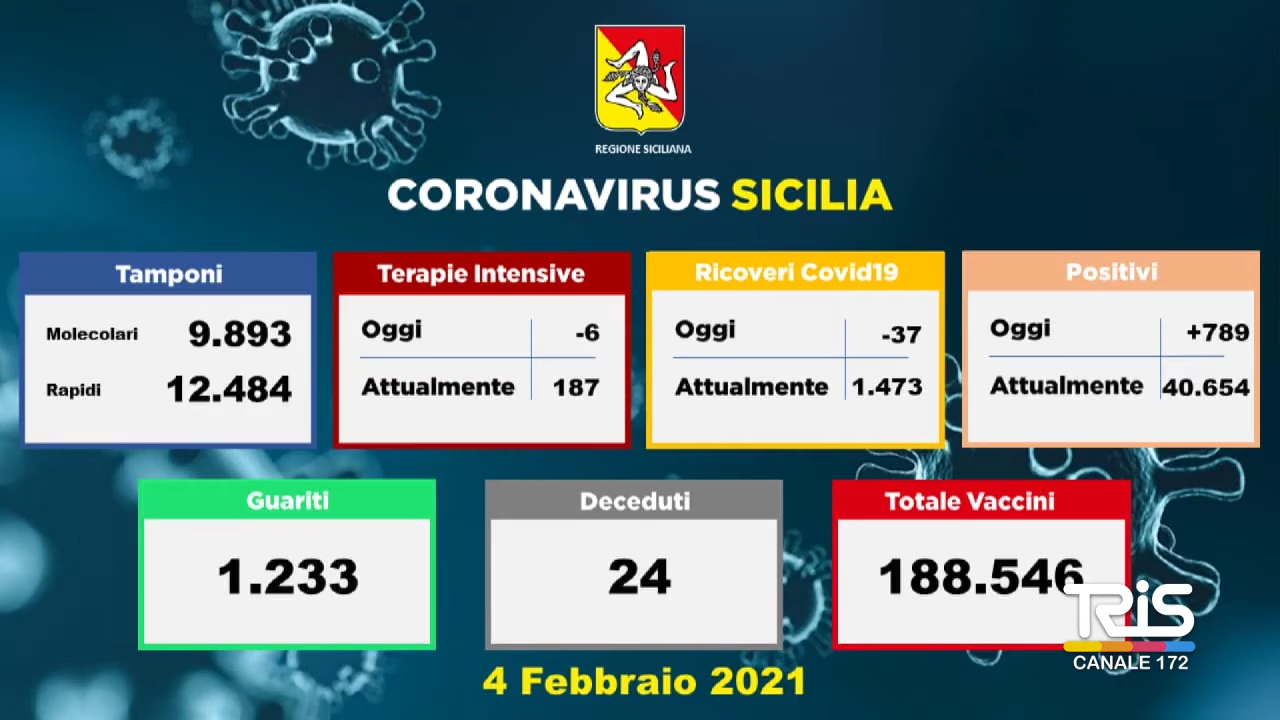 REGIONE SICILIANA
CORONAVIRUS SICILIA
Tamponi
Molecolari 9.893
Rapidi 12.484
Terapie Intensive
Oggi -6
Attualmente 187
Ricoveri Covid19
Oggi -37
Attualmente 1.473
Positivi
Oggi +789
Attualmente 40.654
Guariti
1.233
Deceduti
24
Totale Vaccini
188.546
TRiS
CANALE 172
4 Febbraio 2021